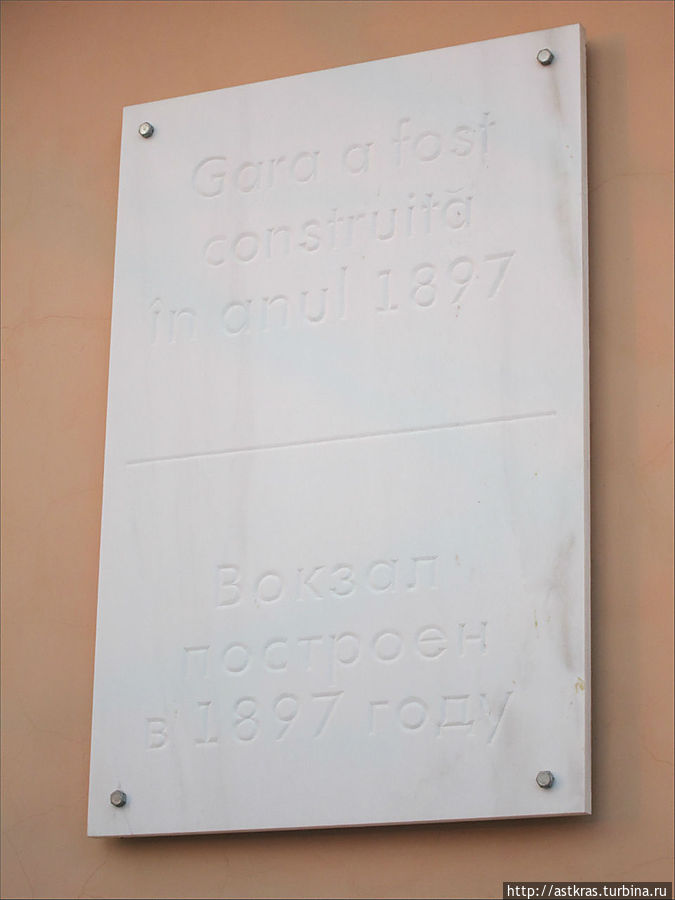 Gara a fost
construită
în anul 1897
Вокзал
построен
в 1897 году
http://astkras.turbina.ru